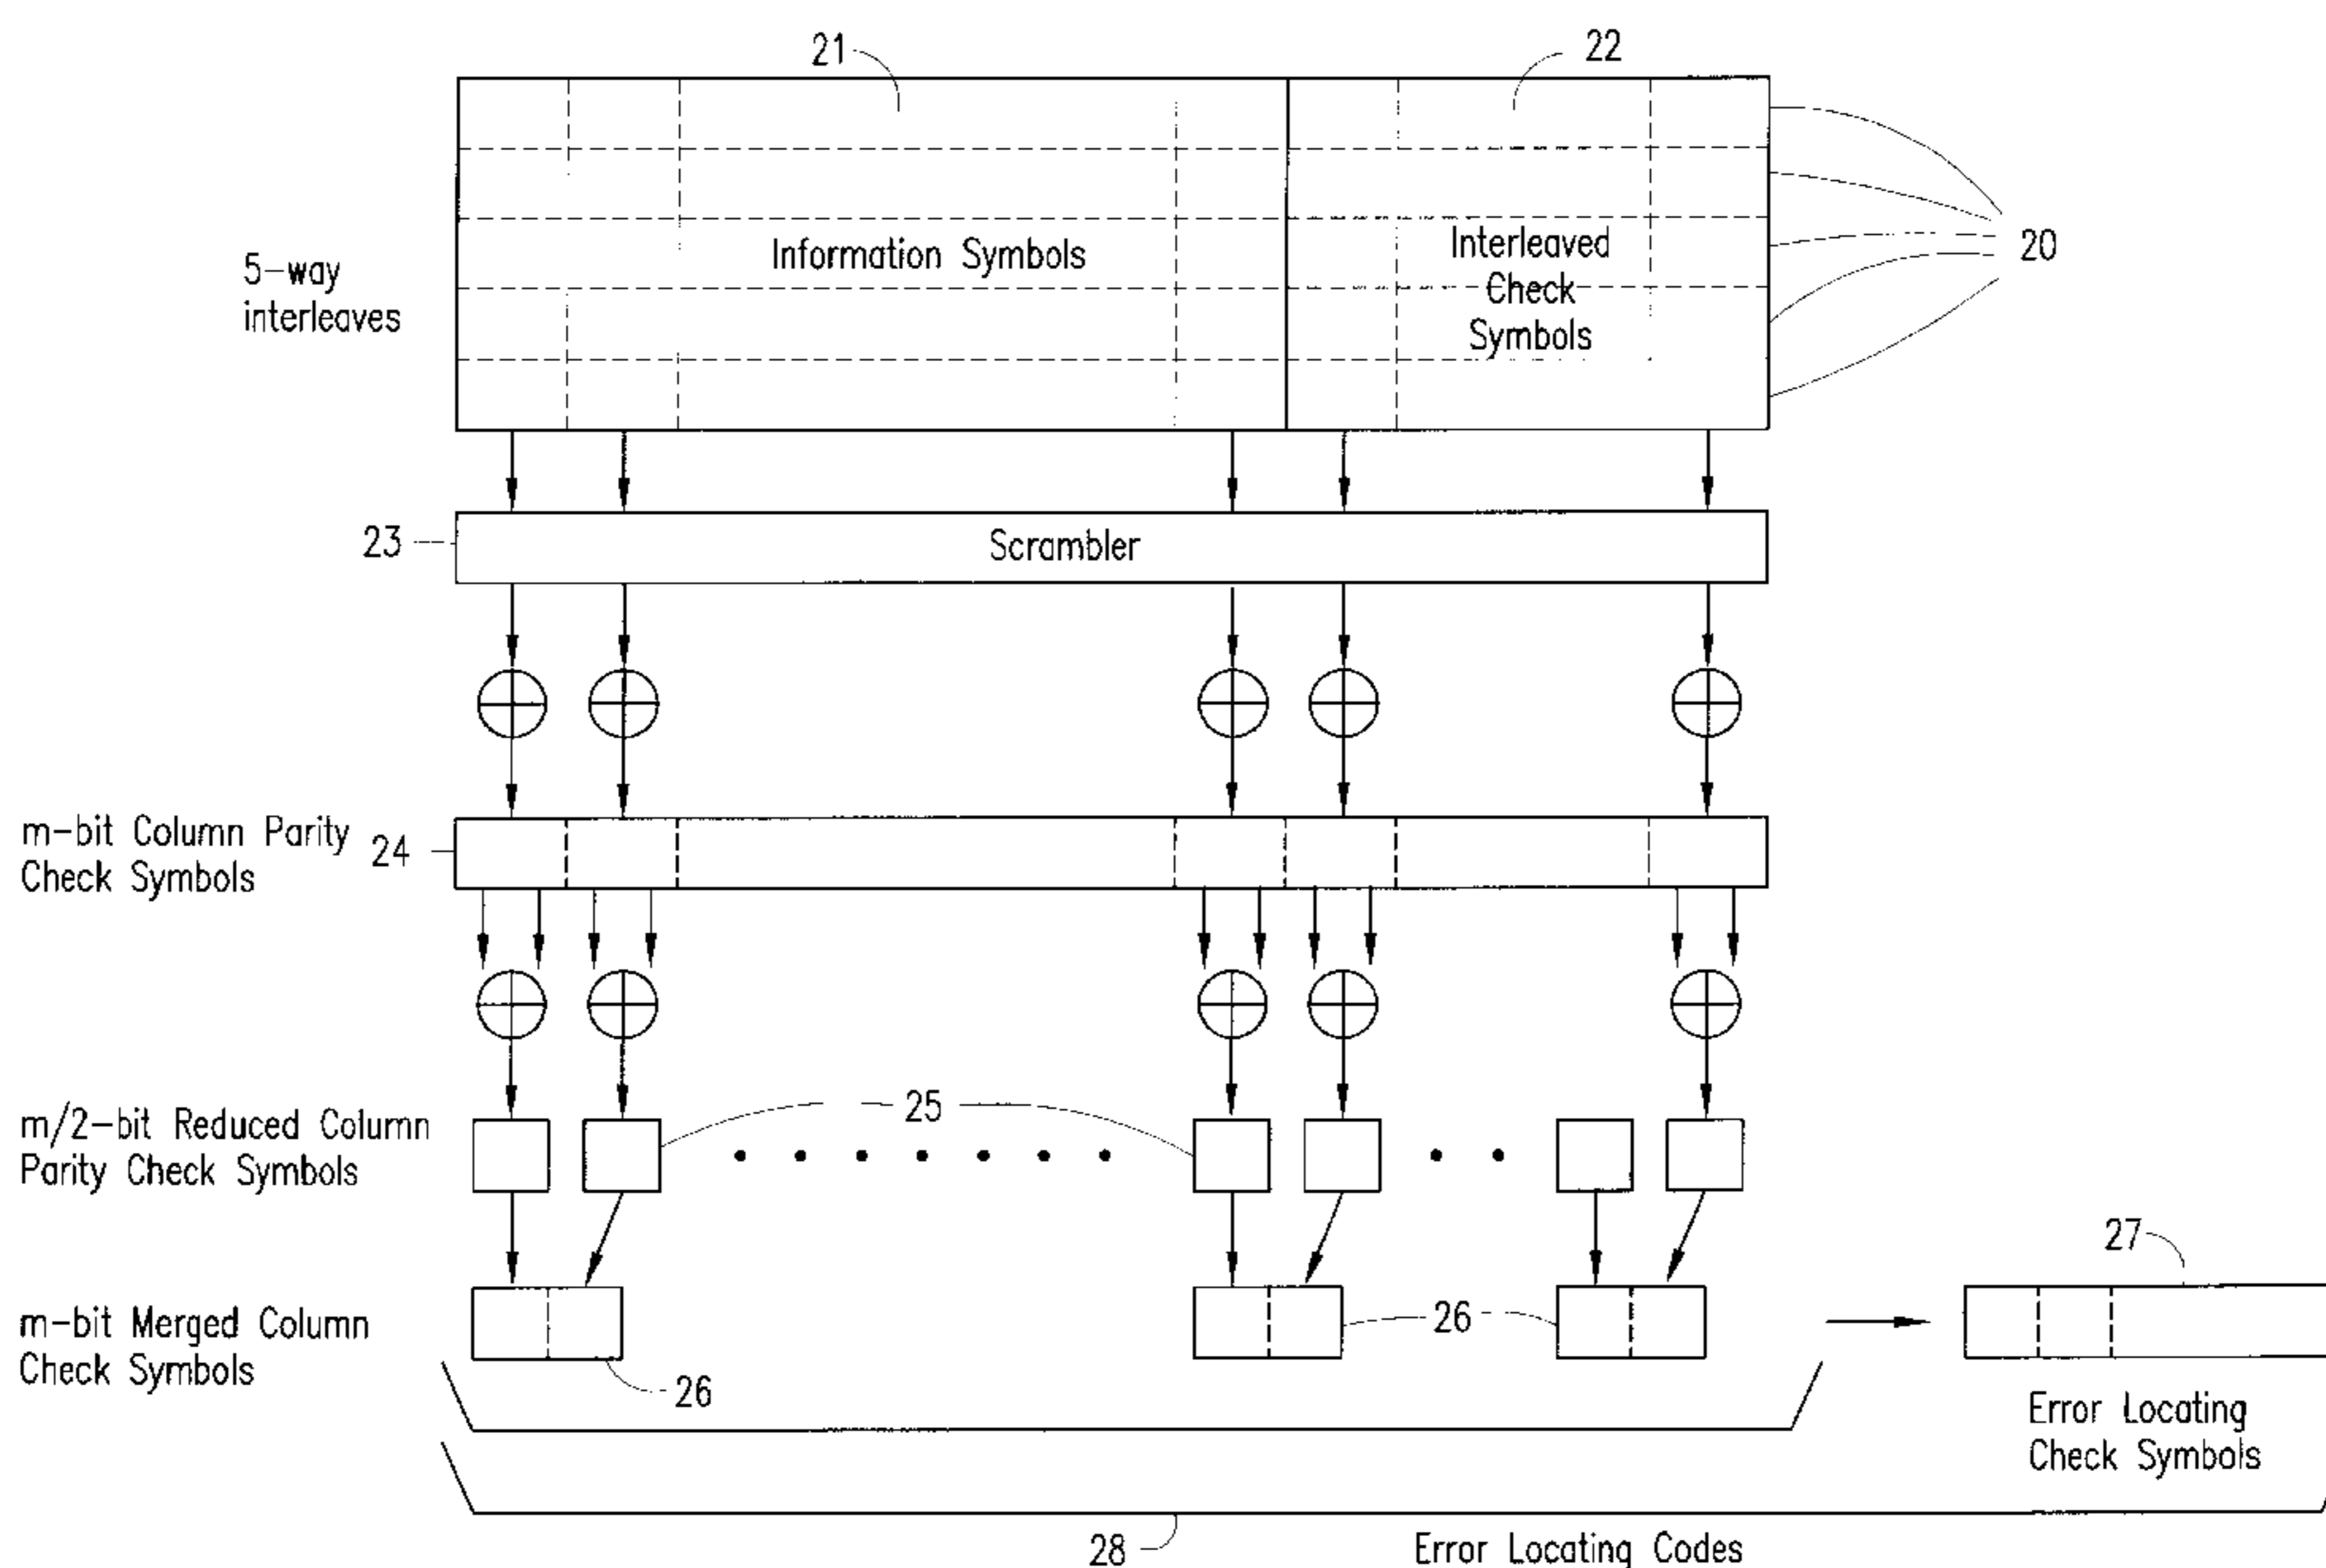 21
22
Information Symbols
Interleaved
Check
Symbols
20
5-way
interleaves
23
Scrambler
m-bit Column Parity
Check Symbols
24
m/2-bit Reduced Column
Parity Check Symbols
25
m-bit Merged Column
Check Symbols
26
26
27
Error Locating
Check Symbols
28
Error Locating Codes